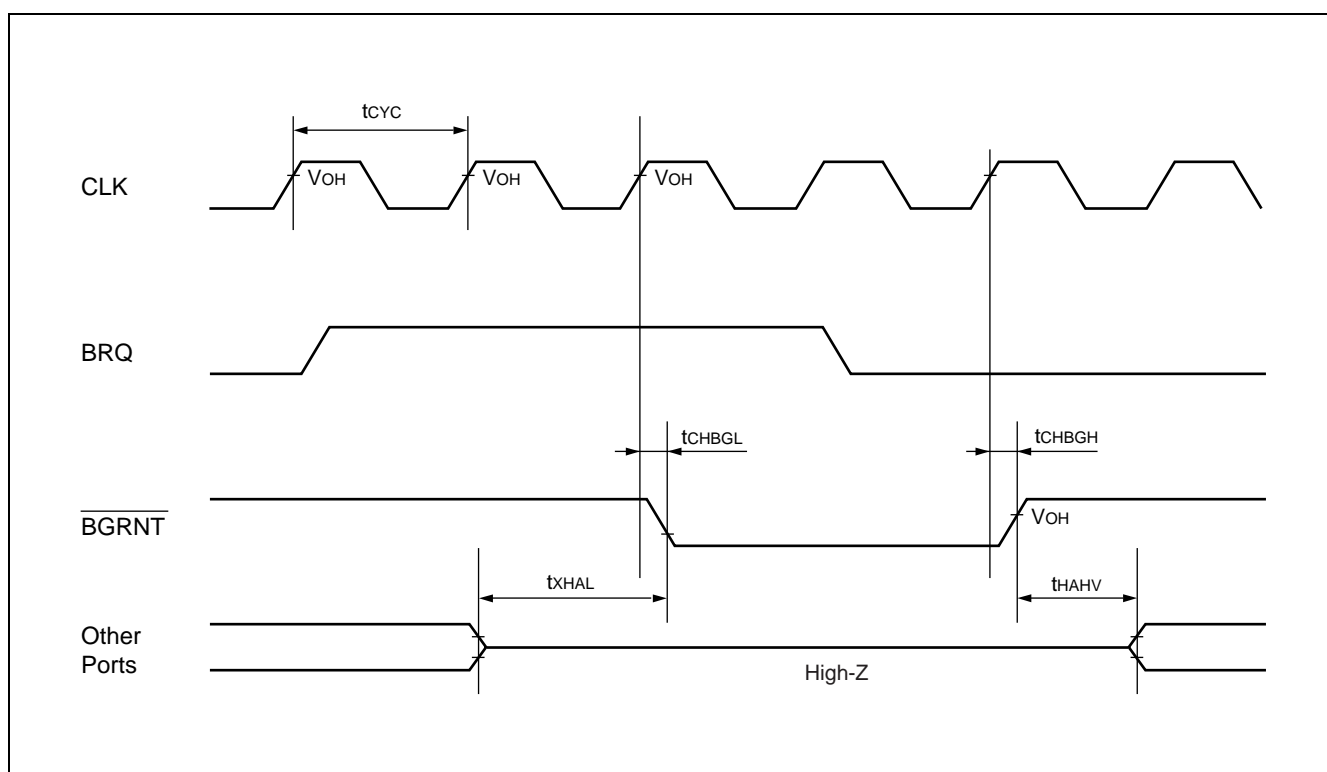 tCYC
CLK
VOH
VOH
VOH
BRQ
tCHBGL
tCHBGH
BGRNT
VOH
tXHAL
tHAHV
Other
Ports
High-Z